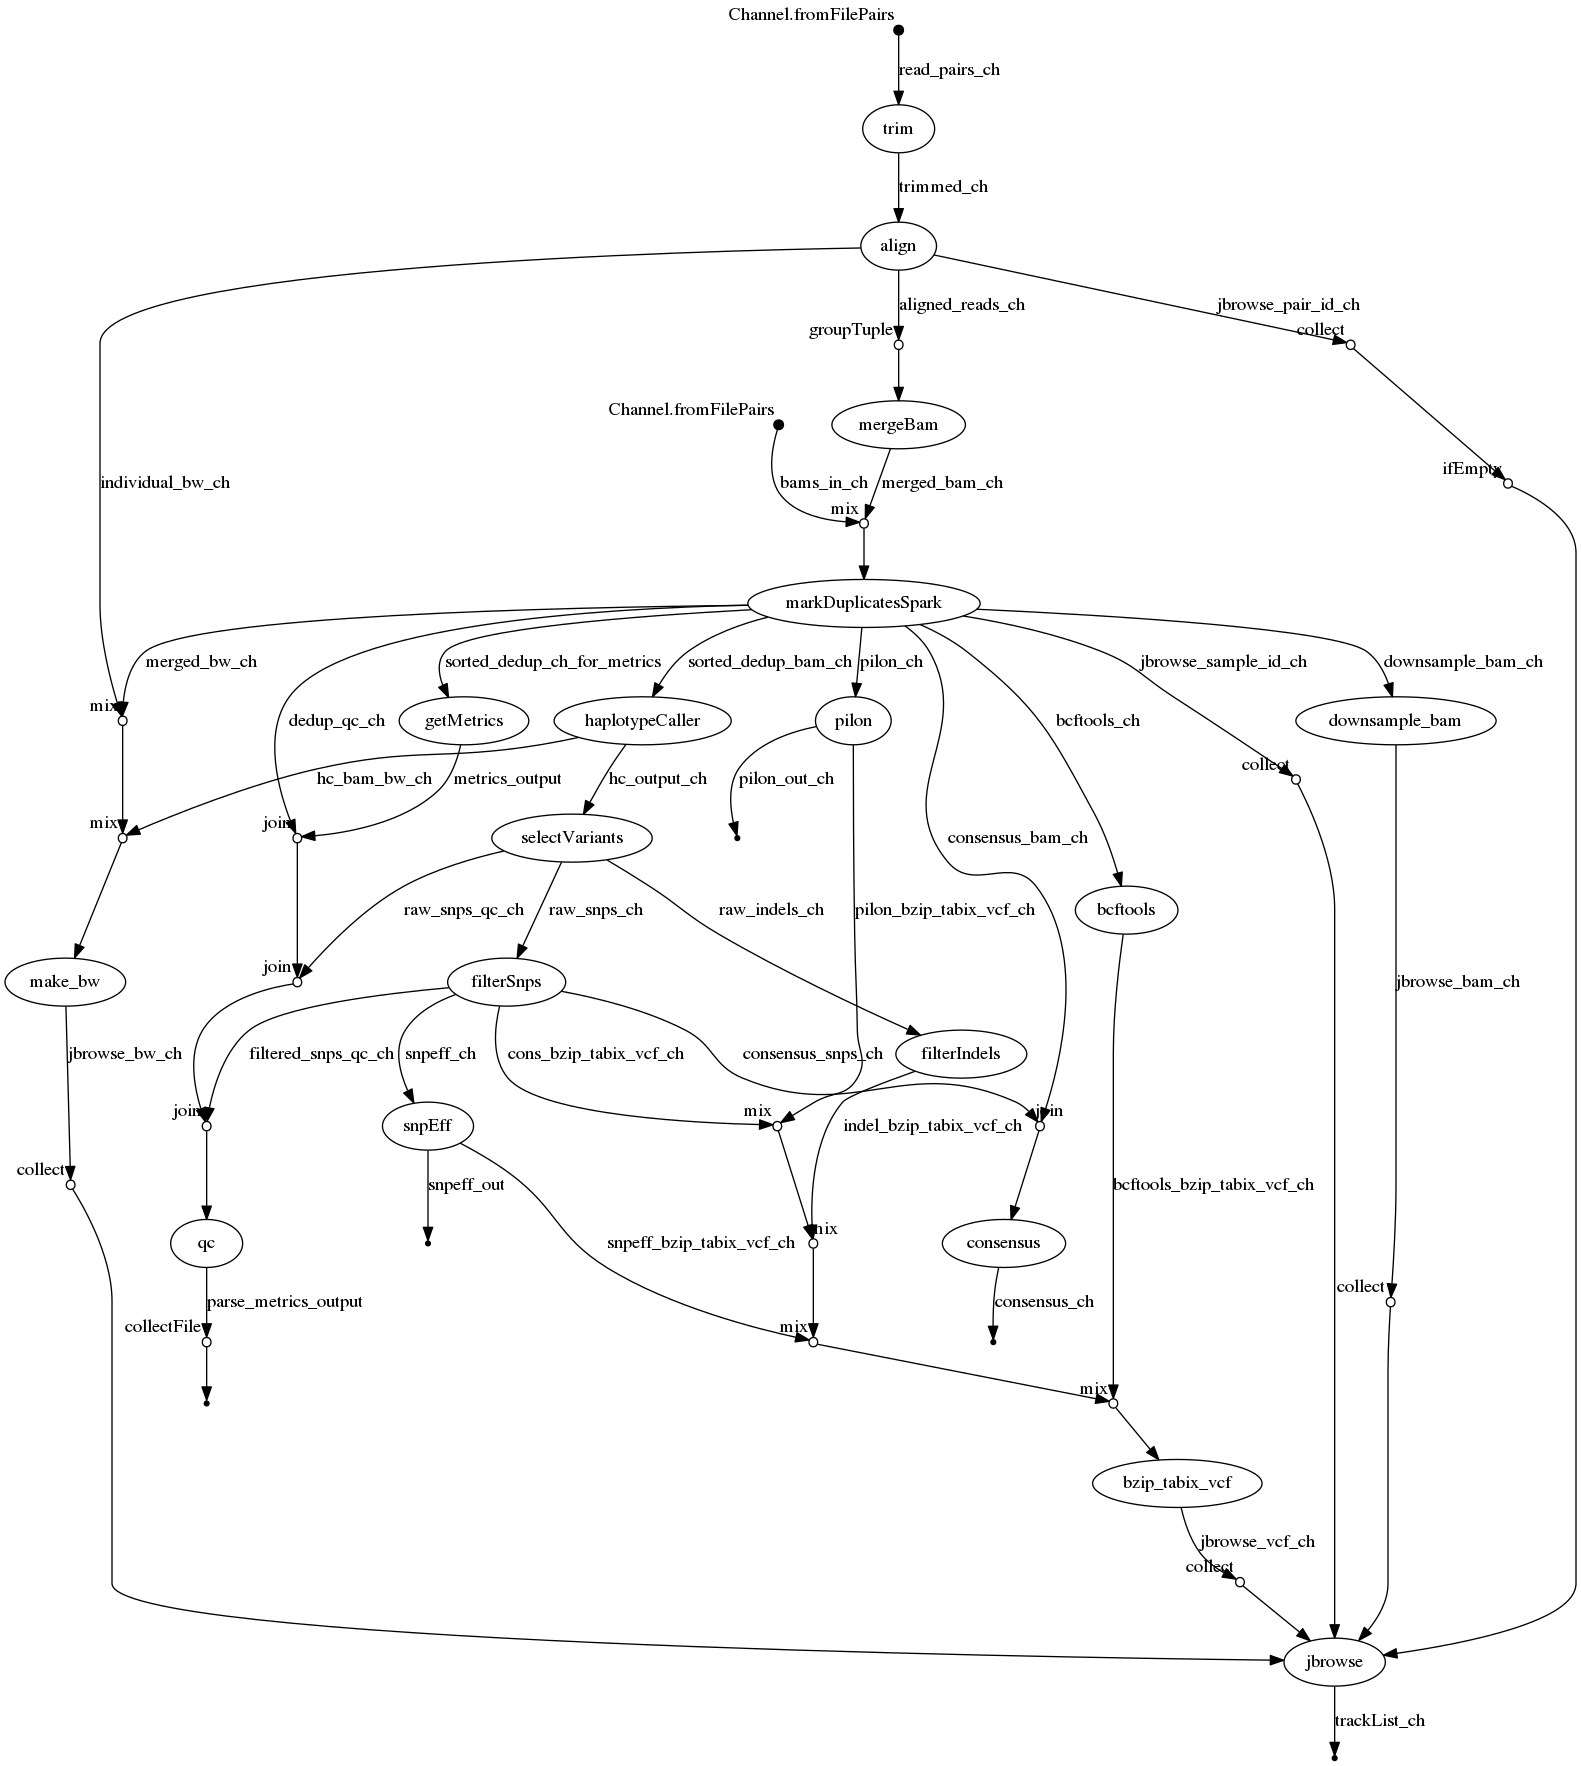 Channel.fromFilePairs
read_pairs_ch
trim
trimmed_ch
align
aligned_reads_ch
jbrowse_pair_id_ch
groupTuple
collect
Channel.fromFilePairs
mergeBam
ifEmpty
individual_bw_ch
bams_in_ch
merged_bam_ch
mix
markDuplicatesSpark
merged_bw_ch
sorted_dedup_ch_for_metrics
sorted_dedup_bam_ch
pilon_ch
jbrowse_sample_id_ch
downsample_bam_ch
mix
dedup_qc_ch
getMetrics
haplotypeCaller
pilon
bcftools_ch
downsample_bam
collect
hc_bam_bw_ch
metrics_output
hc_output_ch
pilon_out_ch
mix
join
selectVariants
consensus_bam_ch
raw_snps_qc_ch
raw_snps_ch
raw_indels_ch
pilon_bzip_tabix_vcf_ch
bcftools
join
make_bw
filterSnps
jbrowse_bam_ch
jbrowse_bw_ch
filtered_snps_qc_ch
snpeff_ch
cons_bzip_tabix_vcf_ch
consensus_snps_ch
filterIndels
join
snpEff
mix
indel_bzip_tabix_vcf_ch
join
collect
snpeff_out
bcftools_bzip_tabix_vcf_ch
qc
snpeff_bzip_tabix_vcf_ch
mix
consensus
collect
parse_metrics_output
consensus_ch
collectFile
mix
mix
bzip_tabix_vcf
jbrowse_vcf_ch
collect
jbrowse
trackList_ch